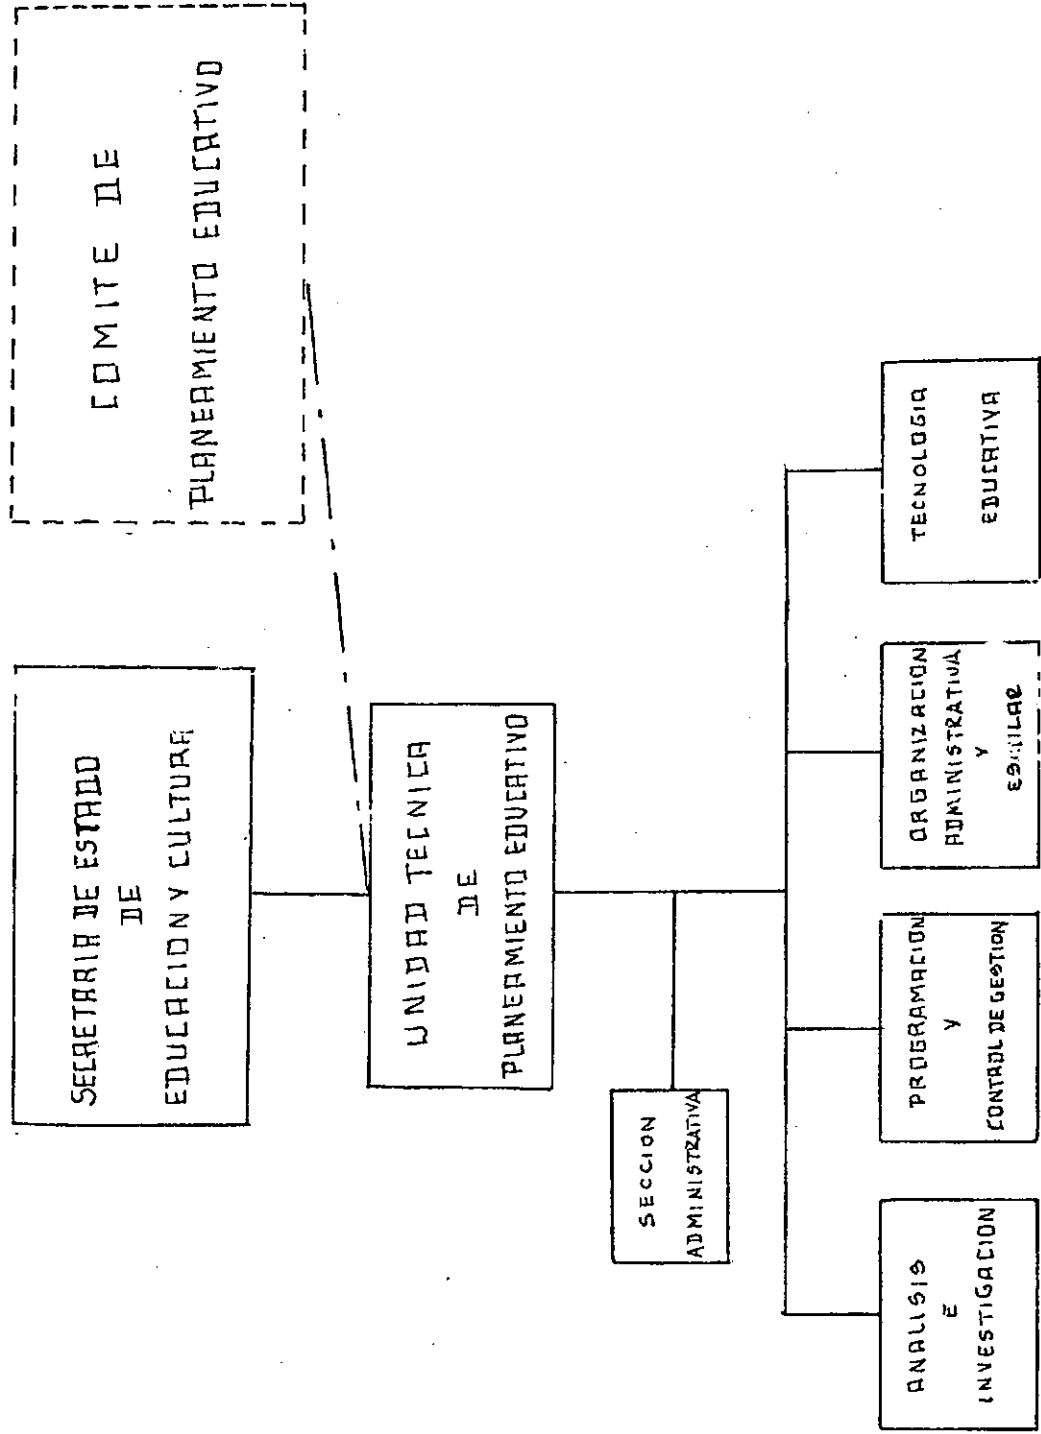 SECRETARIA DE ESTADO
DE
EDUCACION Y CULTURA
COMITE DE
PLANEAMIENTO EDUCATIVO
UNIDAD TECNICA
DE
PLANEAMIENTO EDUCATIVO
SECCION
ADMINISTRATIVA
ANALISIS
E
INVESTIGACION
PROGRAMACION
Y
CONTROL DE GESTION
ORGANIZACION
ADMINISTRATIVA
Y
TECNOLOGIA
EDUCATIVA